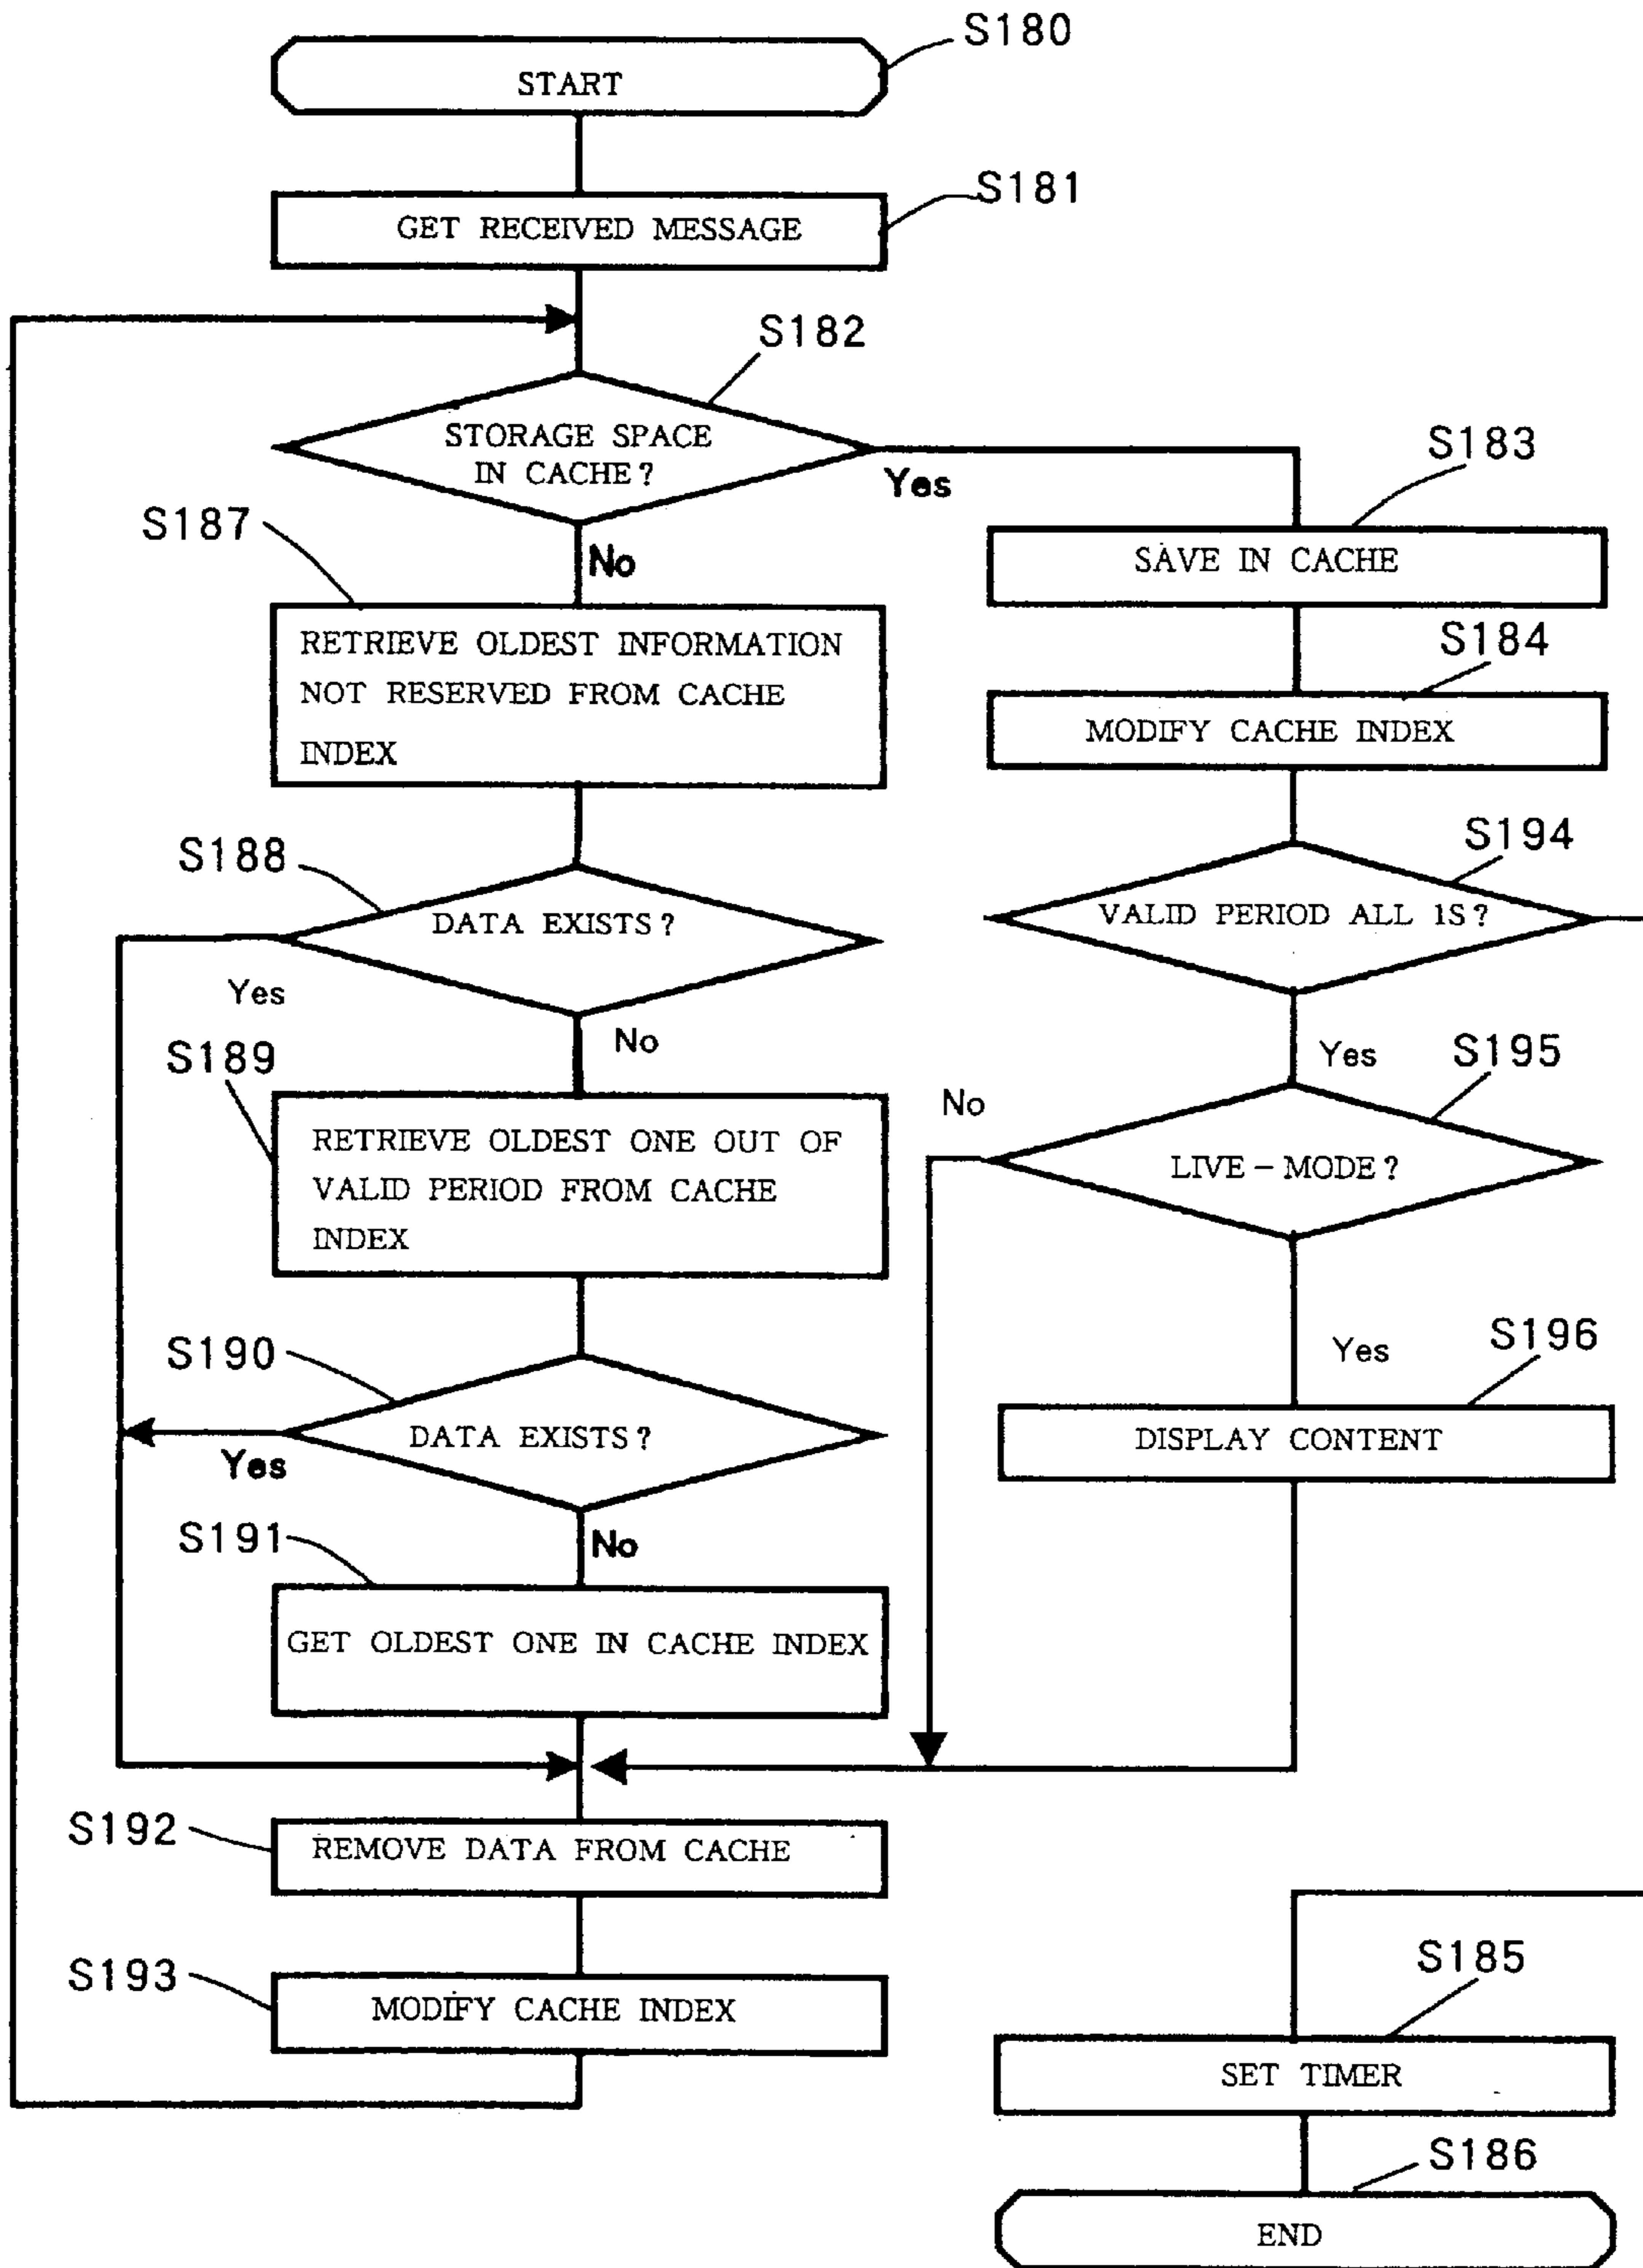 S180
START
S181
GET RECEIVED MESSAGE
S182
STORAGE SPACE
IN CACHE?
Yes
No
S183
SAVE IN CACHE
S184
MODIFY CACHE INDEX
S187
RETRIEVE OLDEST INFORMATION
NOT RESERVED FROM CACHE
INDEX
S188
DATA EXISTS?
Yes
No
S194
VALID PERIOD ALL 1S?
Yes
S189
RETRIEVE OLDEST ONE OUT OF
VALID PERIOD FROM CACHE
INDEX
S195
No
LIVE-MODE?
Yes
S190
DATA EXISTS?
Yes
No
S196
DISPLAY CONTENT
S191
GET OLDEST ONE IN CACHE INDEX
S192
REMOVE DATA FROM CACHE
S193
MODIFY CACHE INDEX
S185
SET TIMER
S186
END